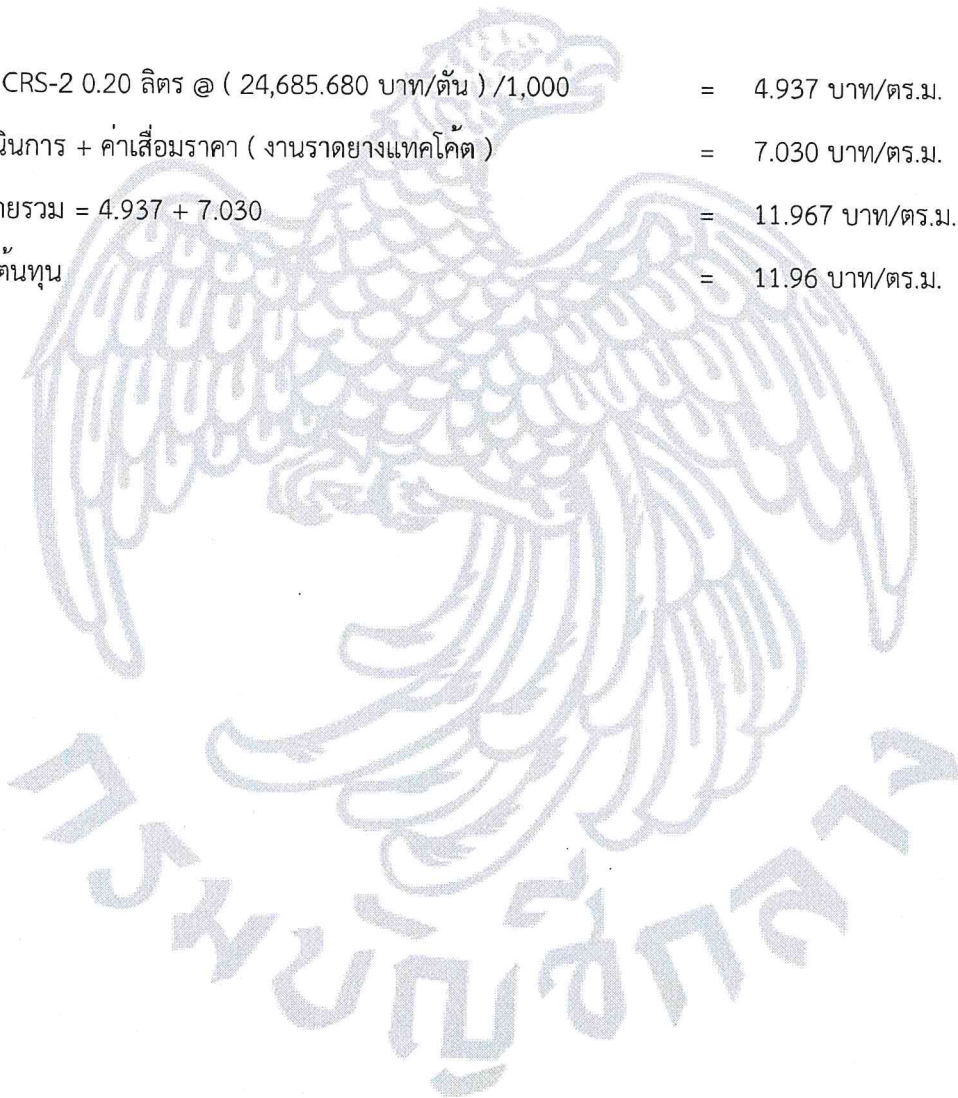 CRS-2 0.20 ลิตร @ ( 24,685.680 บาท/ตัน ) /1,000 = 4.937 บาท/ตร.ม.
นินการ + ค่าเสื่อมราคา ( งานราดยางแทคโค้ต ) = 7.030 บาท/ตร.ม.
ายรวม = 4.937 + 7.030 = 11.967 บาท/ตร.ม.
ต้นทุน = 11.96 บาท/ตร.ม.
กรมบัญชีกลาง